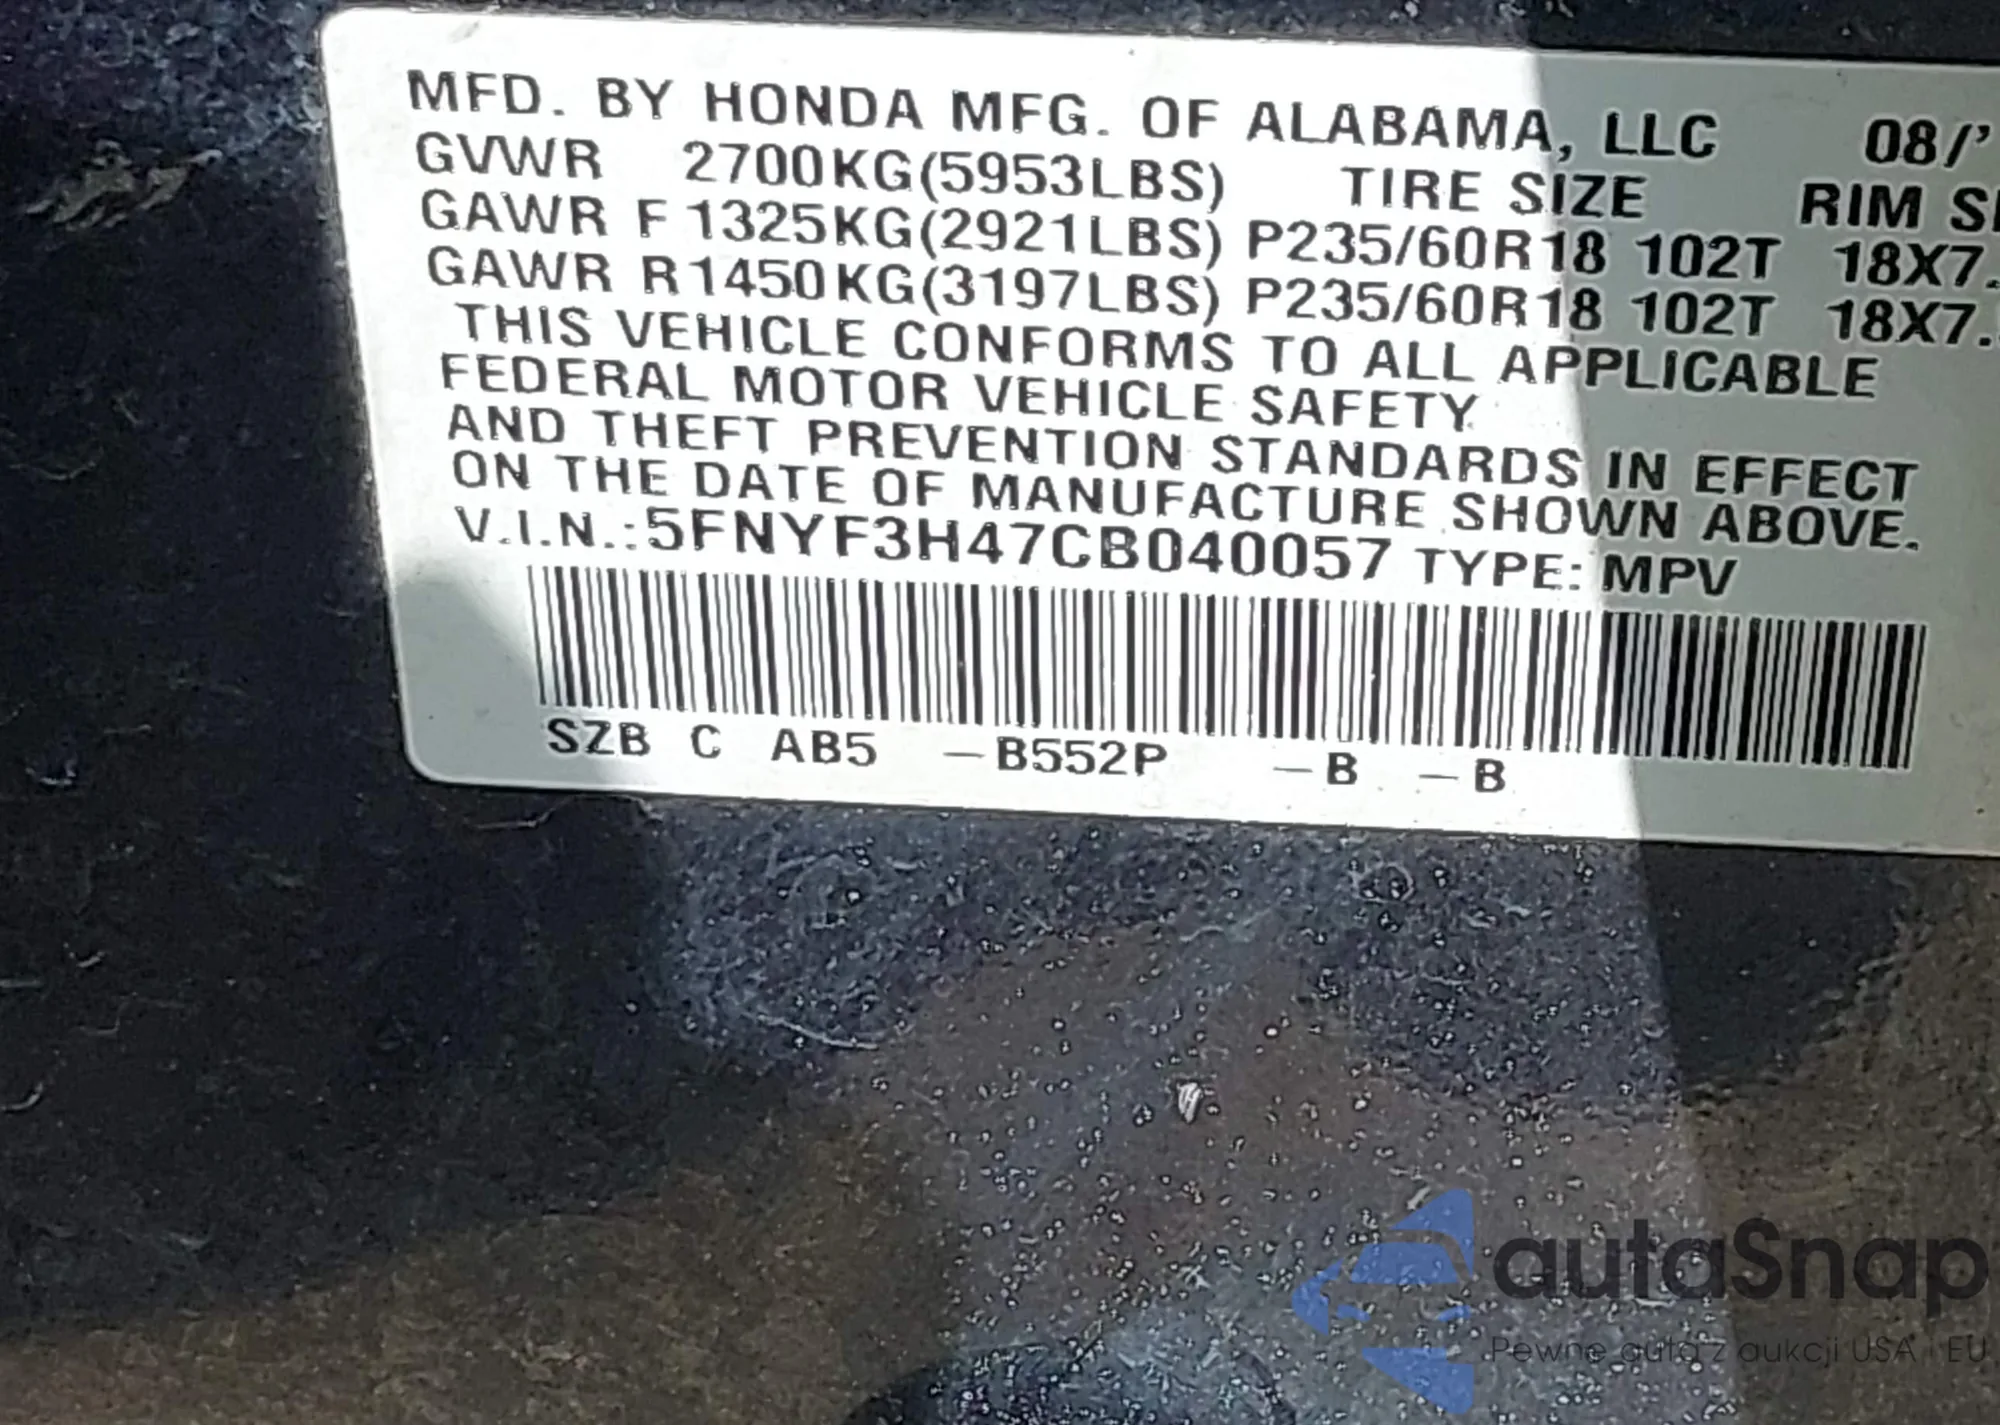 MFD. BY HONDA MFG. OF ALABAMA, LLC 08/'
GVWR 2700KG(5953LBS) TIRE SIZE RIM SI
GAWR F 1325KG(2921LBS) P235/60R18 102T 18X7.
GAWR R 1450KG(3197LBS) P235/60R18 102T 18X7.
THIS VEHICLE CONFORMS TO ALL APPLICABLE
FEDERAL MOTOR VEHICLE SAFETY
AND THEFT PREVENTION STANDARDS IN EFFECT
ON THE DATE OF MANUFACTURE SHOWN ABOVE.
V.I.N.:5FNYF3H47CB040057 TYPE: MPV
SZB C AB5 -B552P -B -B
autaSnap
Pewne auta z aukcji USA i EU